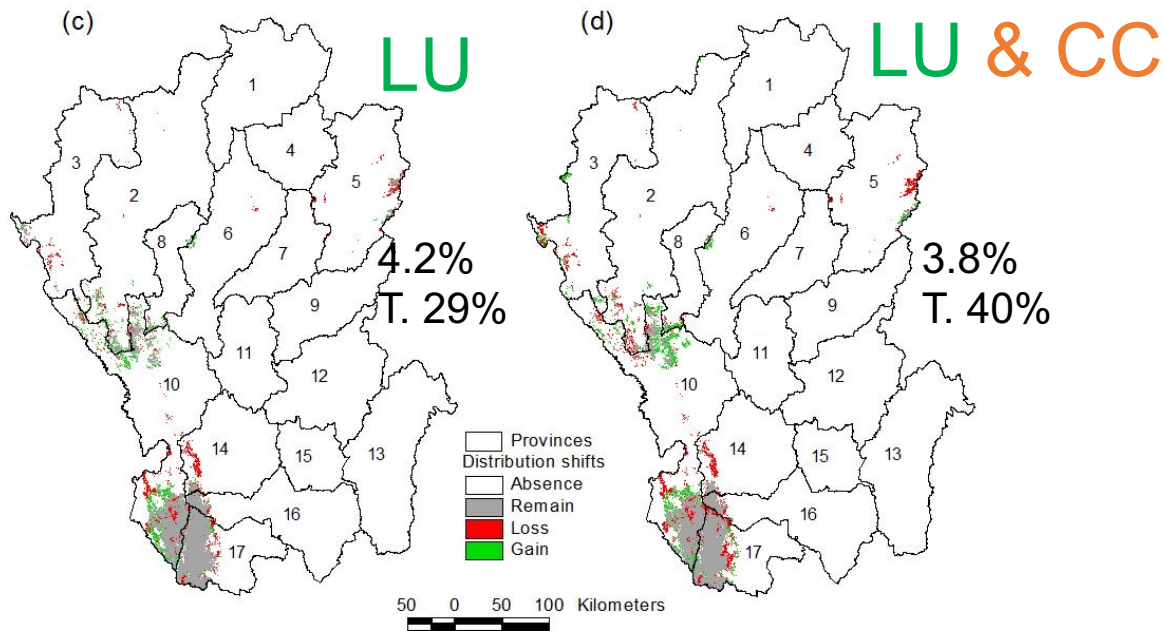 (c)
LU
1
3
4
5
2
6
8
7
4.2%
T. 29%
9
11
10
12
14
15
13
16
17
Provinces
Distribution shifts
Absence
Remain
Loss
Gain
50 0 50 100 Kilometers
(d)
LU & CC
1
3
4
5
2
6
8
7
3.8%
T. 40%
9
11
10
12
14
15
13
16
17